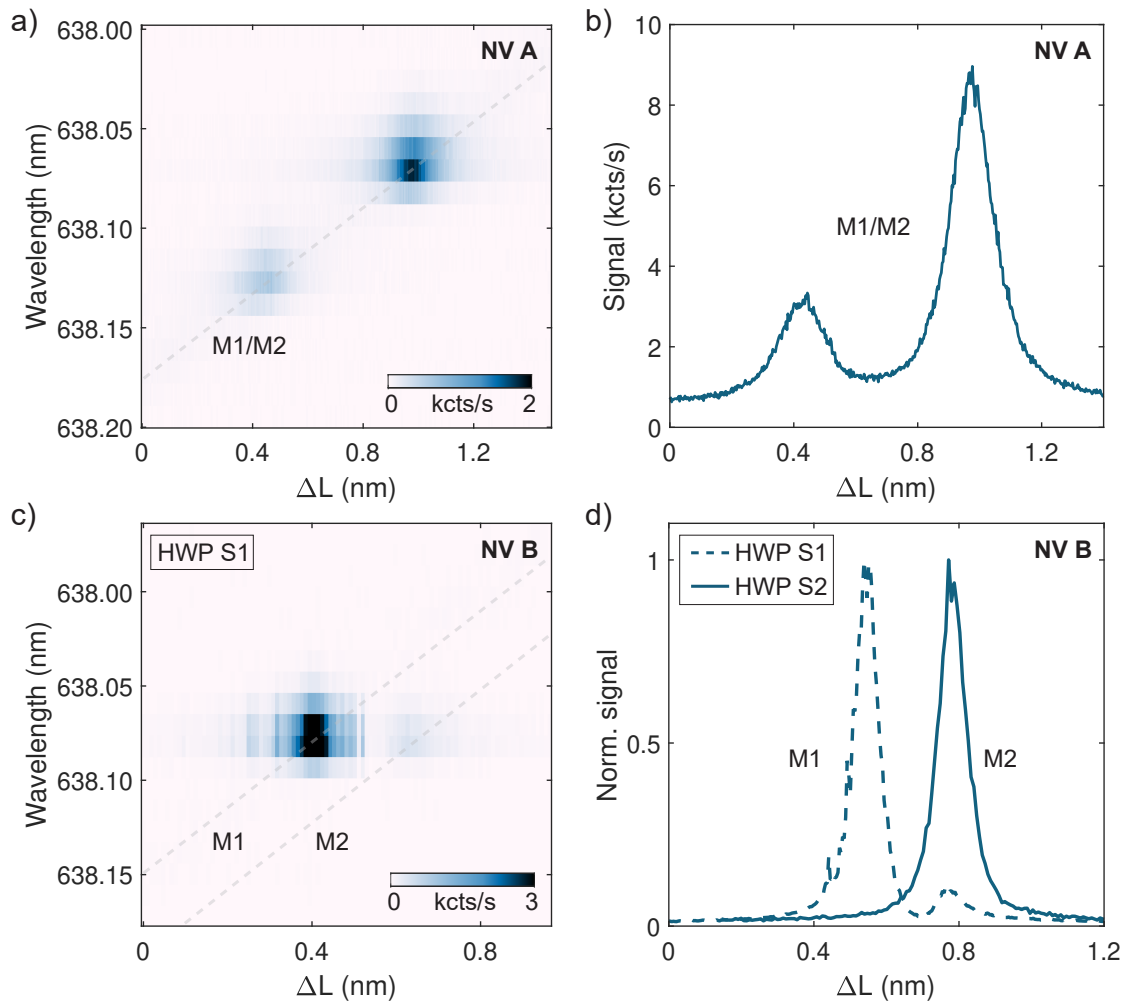 a)
NV A
638.00
638.05
638.10
638.15
638.20
Wavelength (nm)
M1/M2
0 kcts/s 2
0 0.4 0.8 1.2
ΔL (nm)
b)
NV A
10
8
6
4
2
0
Signal (kcts/s)
M1/M2
0 0.4 0.8 1.2
ΔL (nm)
c)
HWP S1
NV B
638.00
638.05
638.10
638.15
Wavelength (nm)
M1 M2
0 kcts/s 3
0 0.4 0.8
ΔL (nm)
d)
HWP S1
HWP S2
NV B
1
0.5
0
Norm. signal
M1 M2
0 0.4 0.8 1.2
ΔL (nm)